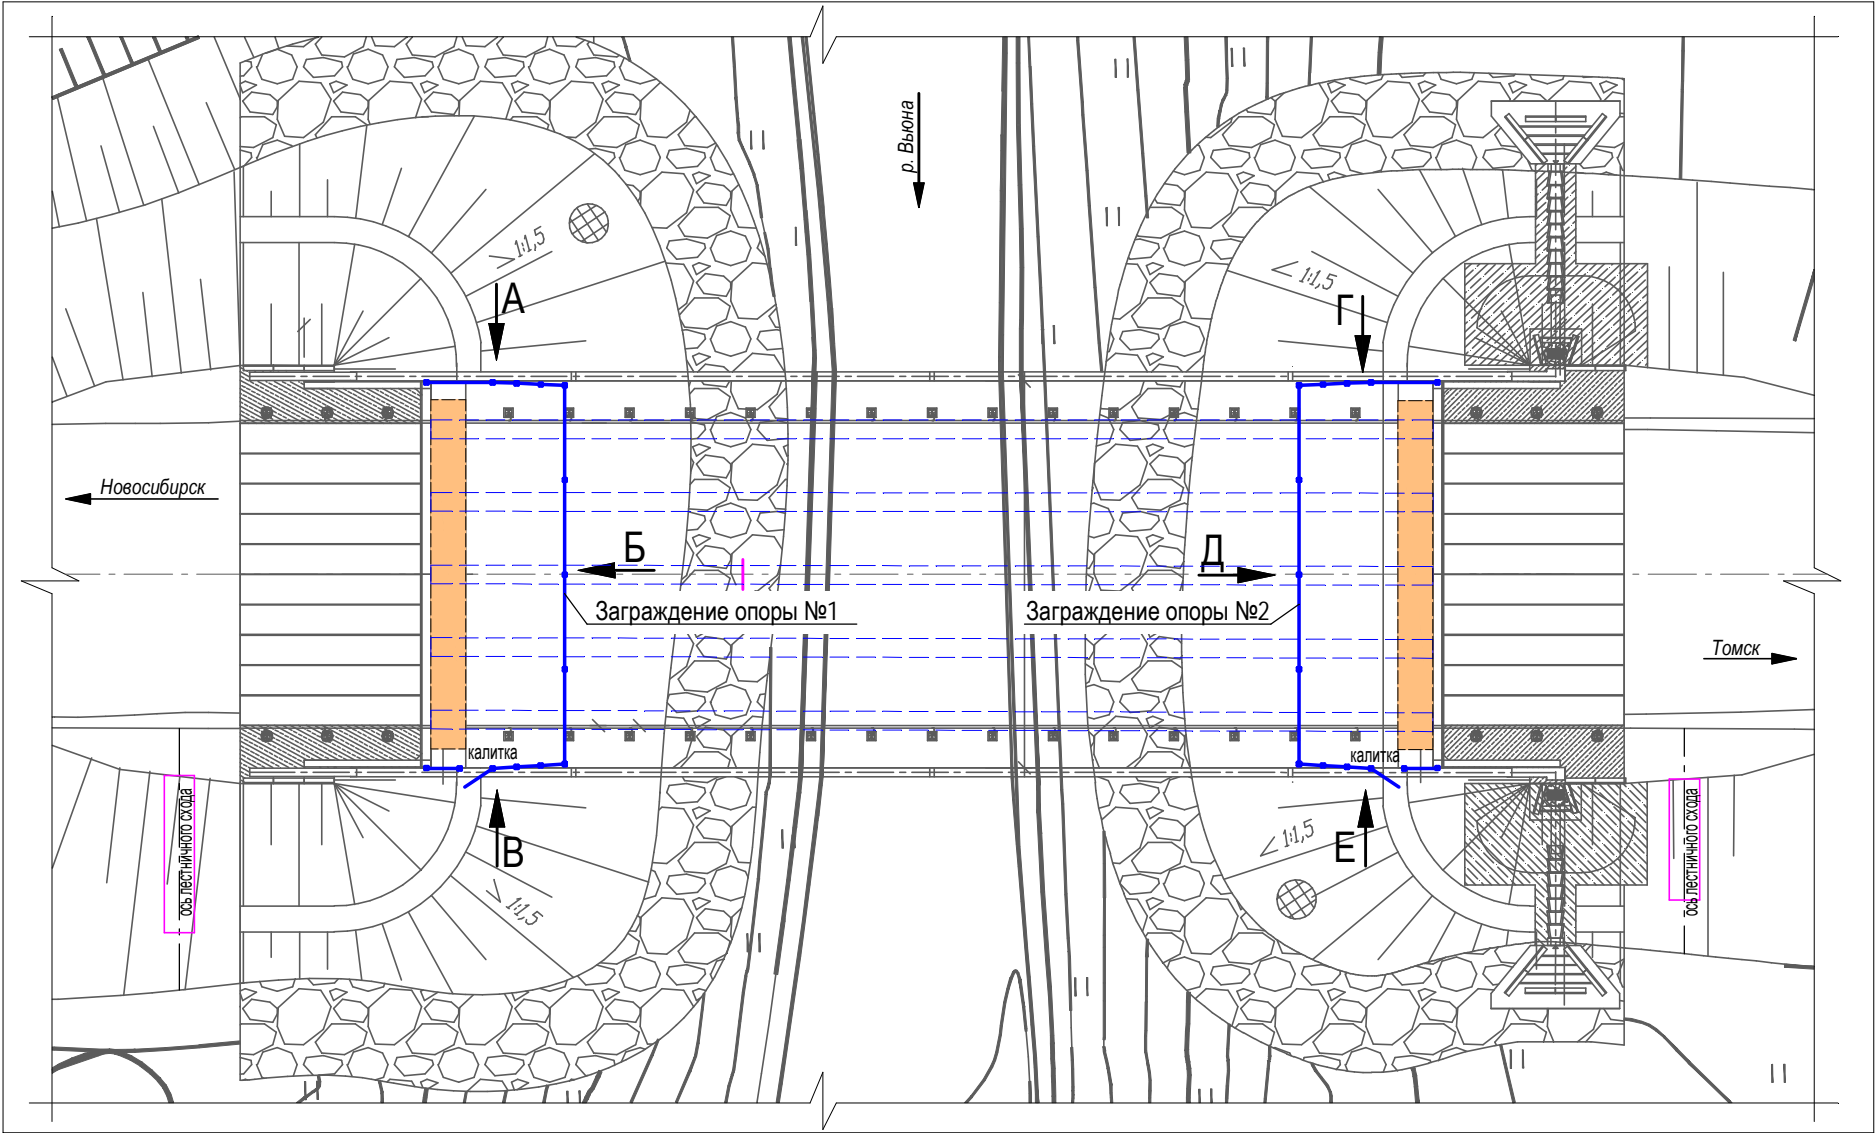 р. Вьюна
1:1,5
1:1,5
А
Г
Новосибирск
Б
Д
Заграждение опоры №1
Заграждение опоры №2
Томск
калитка
калитка
ось лестничного схода
ось лестничного схода
В
Е
1:1,5
1:1,5